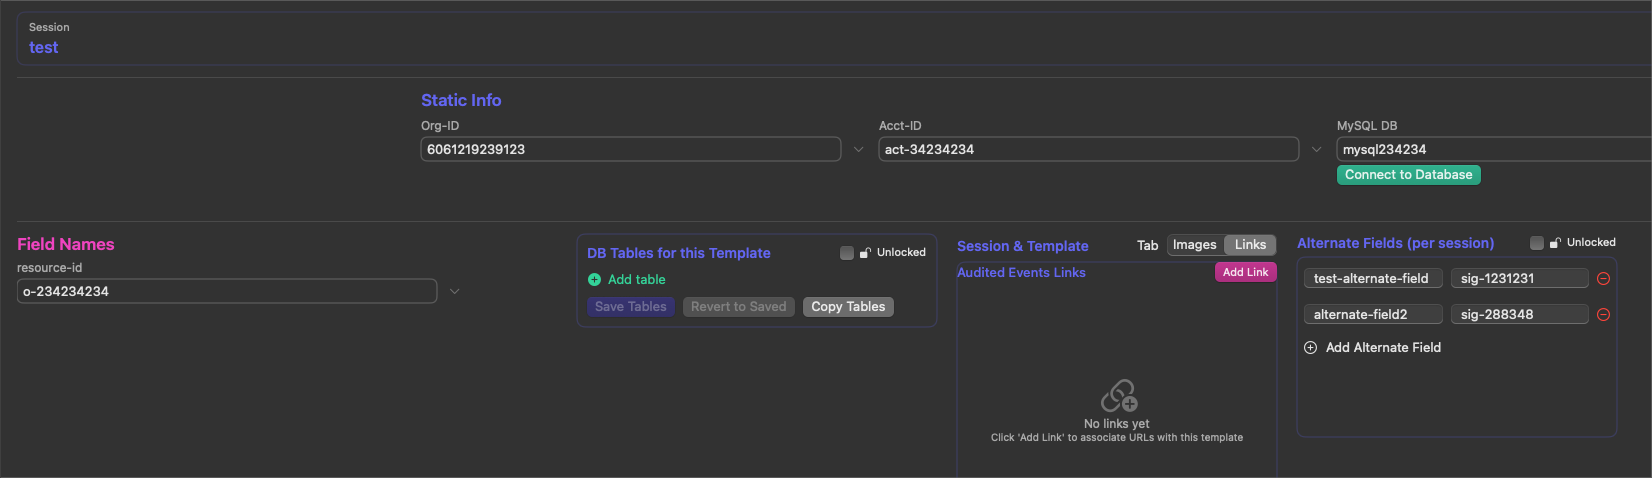 Session
test
Static Info
Org-ID
6061219239123
Acct-ID
act-34234234
MySQL DB
mysql234234
Connect to Database
Field Names
resource-id
o-234234234
DB Tables for this Template
Unlocked
Add table
Save Tables
Revert to Saved
Copy Tables
Session & Template
Tab
Images
Links
Audited Events Links
Add Link
No links yet
Click 'Add Link' to associate URLs with this template
Alternate Fields (per session)
Unlocked
test-alternate-field
sig-1231231
alternate-field2
sig-288348
Add Alternate Field